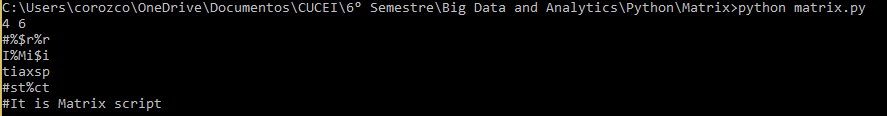 C:\Users\corozco\OneDrive\Documentos\CUCEI\6º Semestre\Big Data and Analytics\Python\Matrix>python matrix.py
4 6
#%$r%r
I%Mi$i
tiaxsp
#st%ct
#It is Matrix script